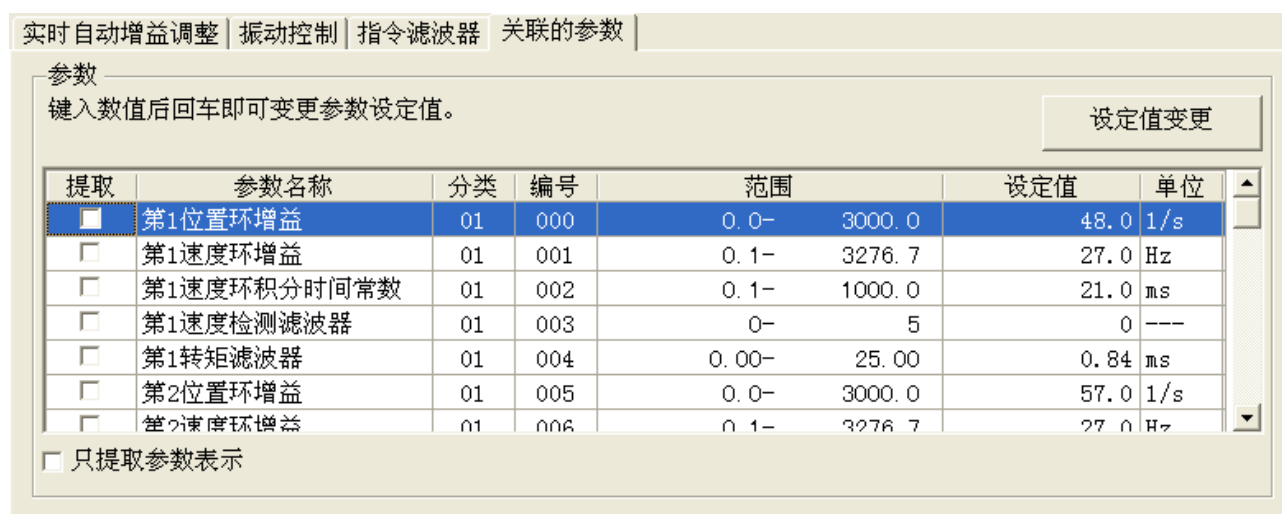 实时自动增益调整 振动控制 指令滤波器 关联的参数
参数
键入数值后回车即可变更参数设定值。
设定值变更
提取 参数名称 分类 编号 范围 设定值 单位
第1位置环增益 01 000 0.0- 3000.0 48.0 1/s
第1速度环增益 01 001 0.1- 3276.7 27.0 Hz
第1速度环积分时间常数 01 002 0.1- 1000.0 21.0 ms
第1速度检测滤波器 01 003 0- 5 0 ---
第1转矩滤波器 01 004 0.00- 25.00 0.84 ms
第2位置环增益 01 005 0.0- 3000.0 57.0 1/s
第2速度环增益 01 006 0.1- 3276.7 27.0 Hz
只提取参数表示